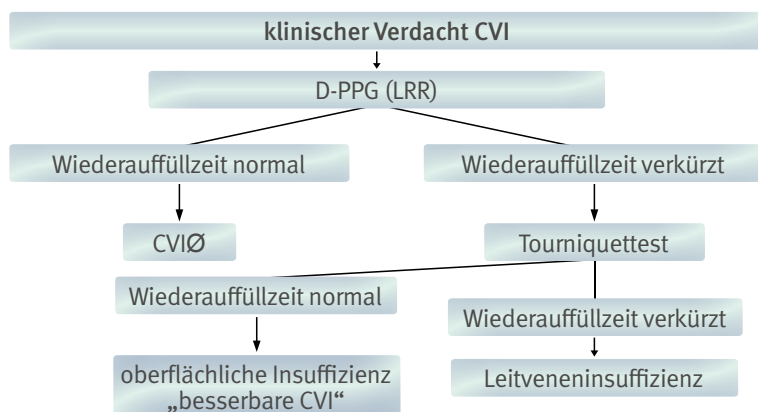 klinischer Verdacht CVI
D-PPG (LRR)
Wiederauffüllzeit normal
Wiederauffüllzeit verkürzt
CVIØ
Tourniquettest
Wiederauffüllzeit normal
Wiederauffüllzeit verkürzt
oberflächliche Insuffizienz
„besserbare CVI“
Leitveneninsuffizienz